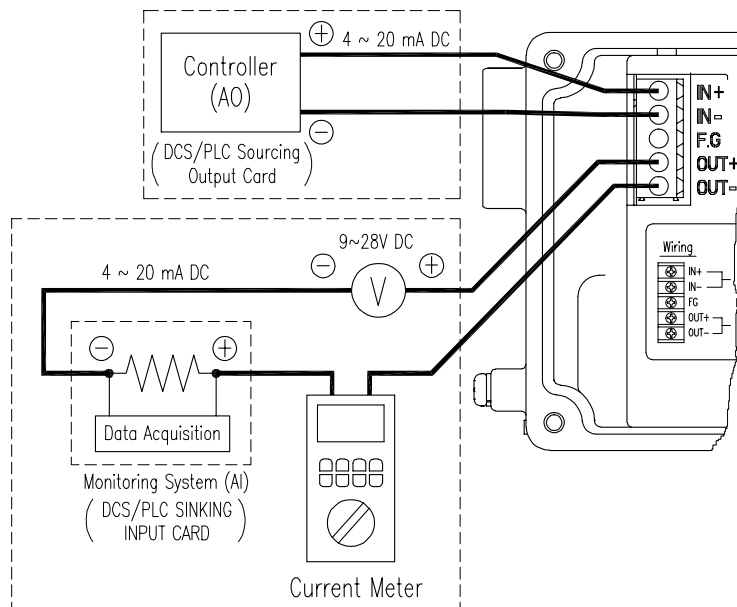 4 ~ 20 mA DC
Controller
(AO)
(DCS/PLC Sourcing
Output Card)
IN+
IN-
F.G
OUT+
OUT-
9~28V DC
4 ~ 20 mA DC
V
Wiring
IN+
IN-
FG
OUT+
OUT-
Data Acquisition
Monitoring System (AI)
(DCS/PLC SINKING
INPUT CARD)
Current Meter